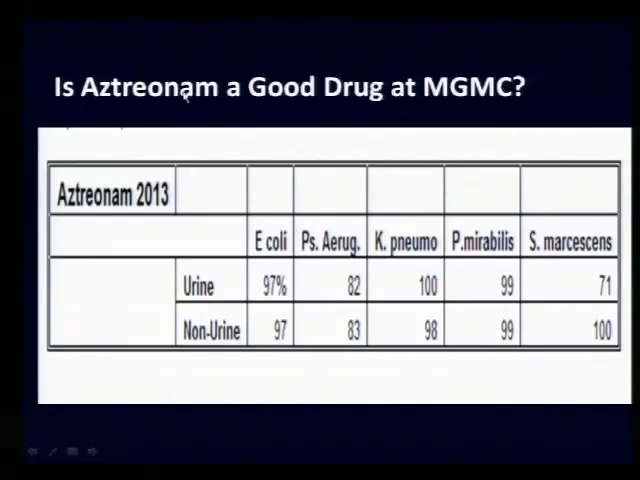 Is Aztreonam a Good Drug at MGMC?
Aztreonam 2013
E coli Ps. Aerug. K. pneumo P.mirabilis S. marcescens
Urine 97% 82 100 99 71
Non-Urine 97 83 98 99 100